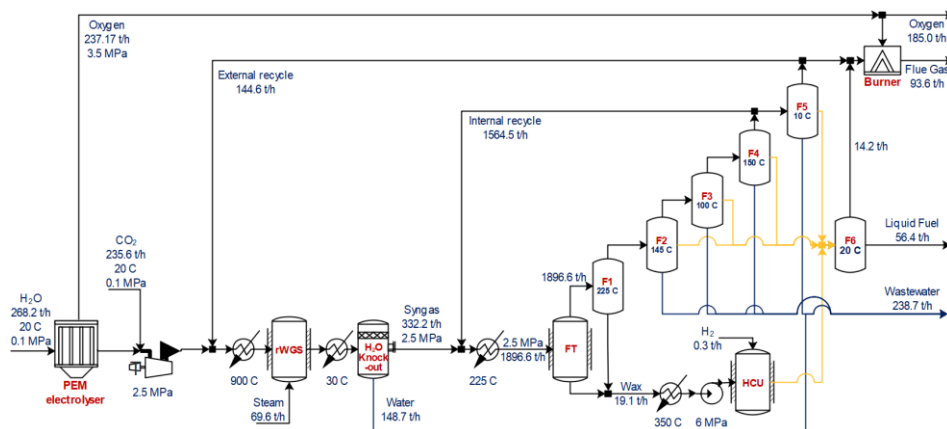 Oxygen
237.17 t/h
3.5 MPa
Oxygen
185.0 t/h
Flue Gas
93.6 t/h
Burner
External recycle
144.6 t/h
Internal recycle
1564.5 t/h
F5
10 C
F4
150 C
F3
100 C
F2
145 C
F1
225 C
14.2 t/h
F6
20 C
Liquid Fuel
56.4 t/h
Wastewater
238.7 t/h
CO2
235.6 t/h
20 C
0.1 MPa
H2O
268.2 t/h
20 C
0.1 MPa
PEM
electrolyser
2.5 MPa
900 C
rWGS
Steam
69.6 t/h
30 C
H2O
Knock
-out
Water
148.7 t/h
Syngas
332.2 t/h
2.5 MPa
225 C
2.5 MPa
1896.6 t/h
FT
1896.6 t/h
Wax
19.1 t/h
350 C
6 MPa
H2
0.3 t/h
HCU